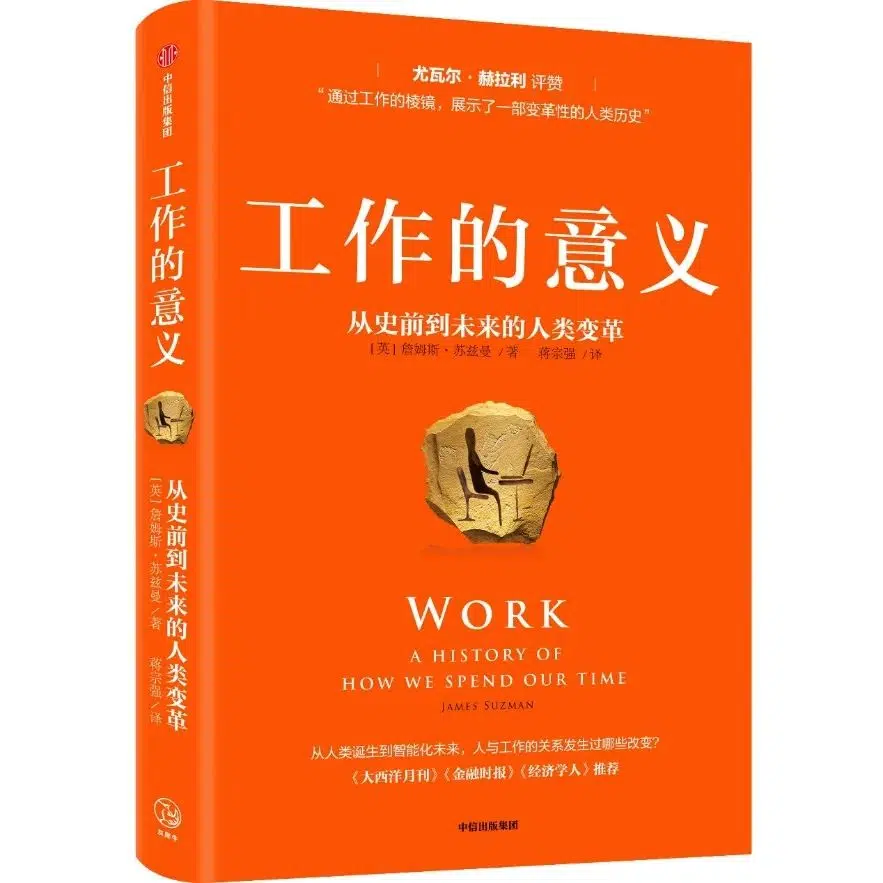 中信出版集团
工作的意义
从史前到未来的人类变革
[英]詹姆斯·苏兹曼/著 蒋宗强/译
尤瓦尔·赫拉利 评赞
“通过工作的棱镜,展示了一部变革性的人类历史”
工作的意义
从史前到未来的人类变革
[英]詹姆斯·苏兹曼/著 蒋宗强/译
WORK
A HISTORY OF
HOW WE SPEND OUR TIME
JAMES SUZMAN
从人类诞生到智能化未来,人与工作的关系发生过哪些改变?
《大西洋月刊》《金融时报》《经济学人》推荐
中信出版集团